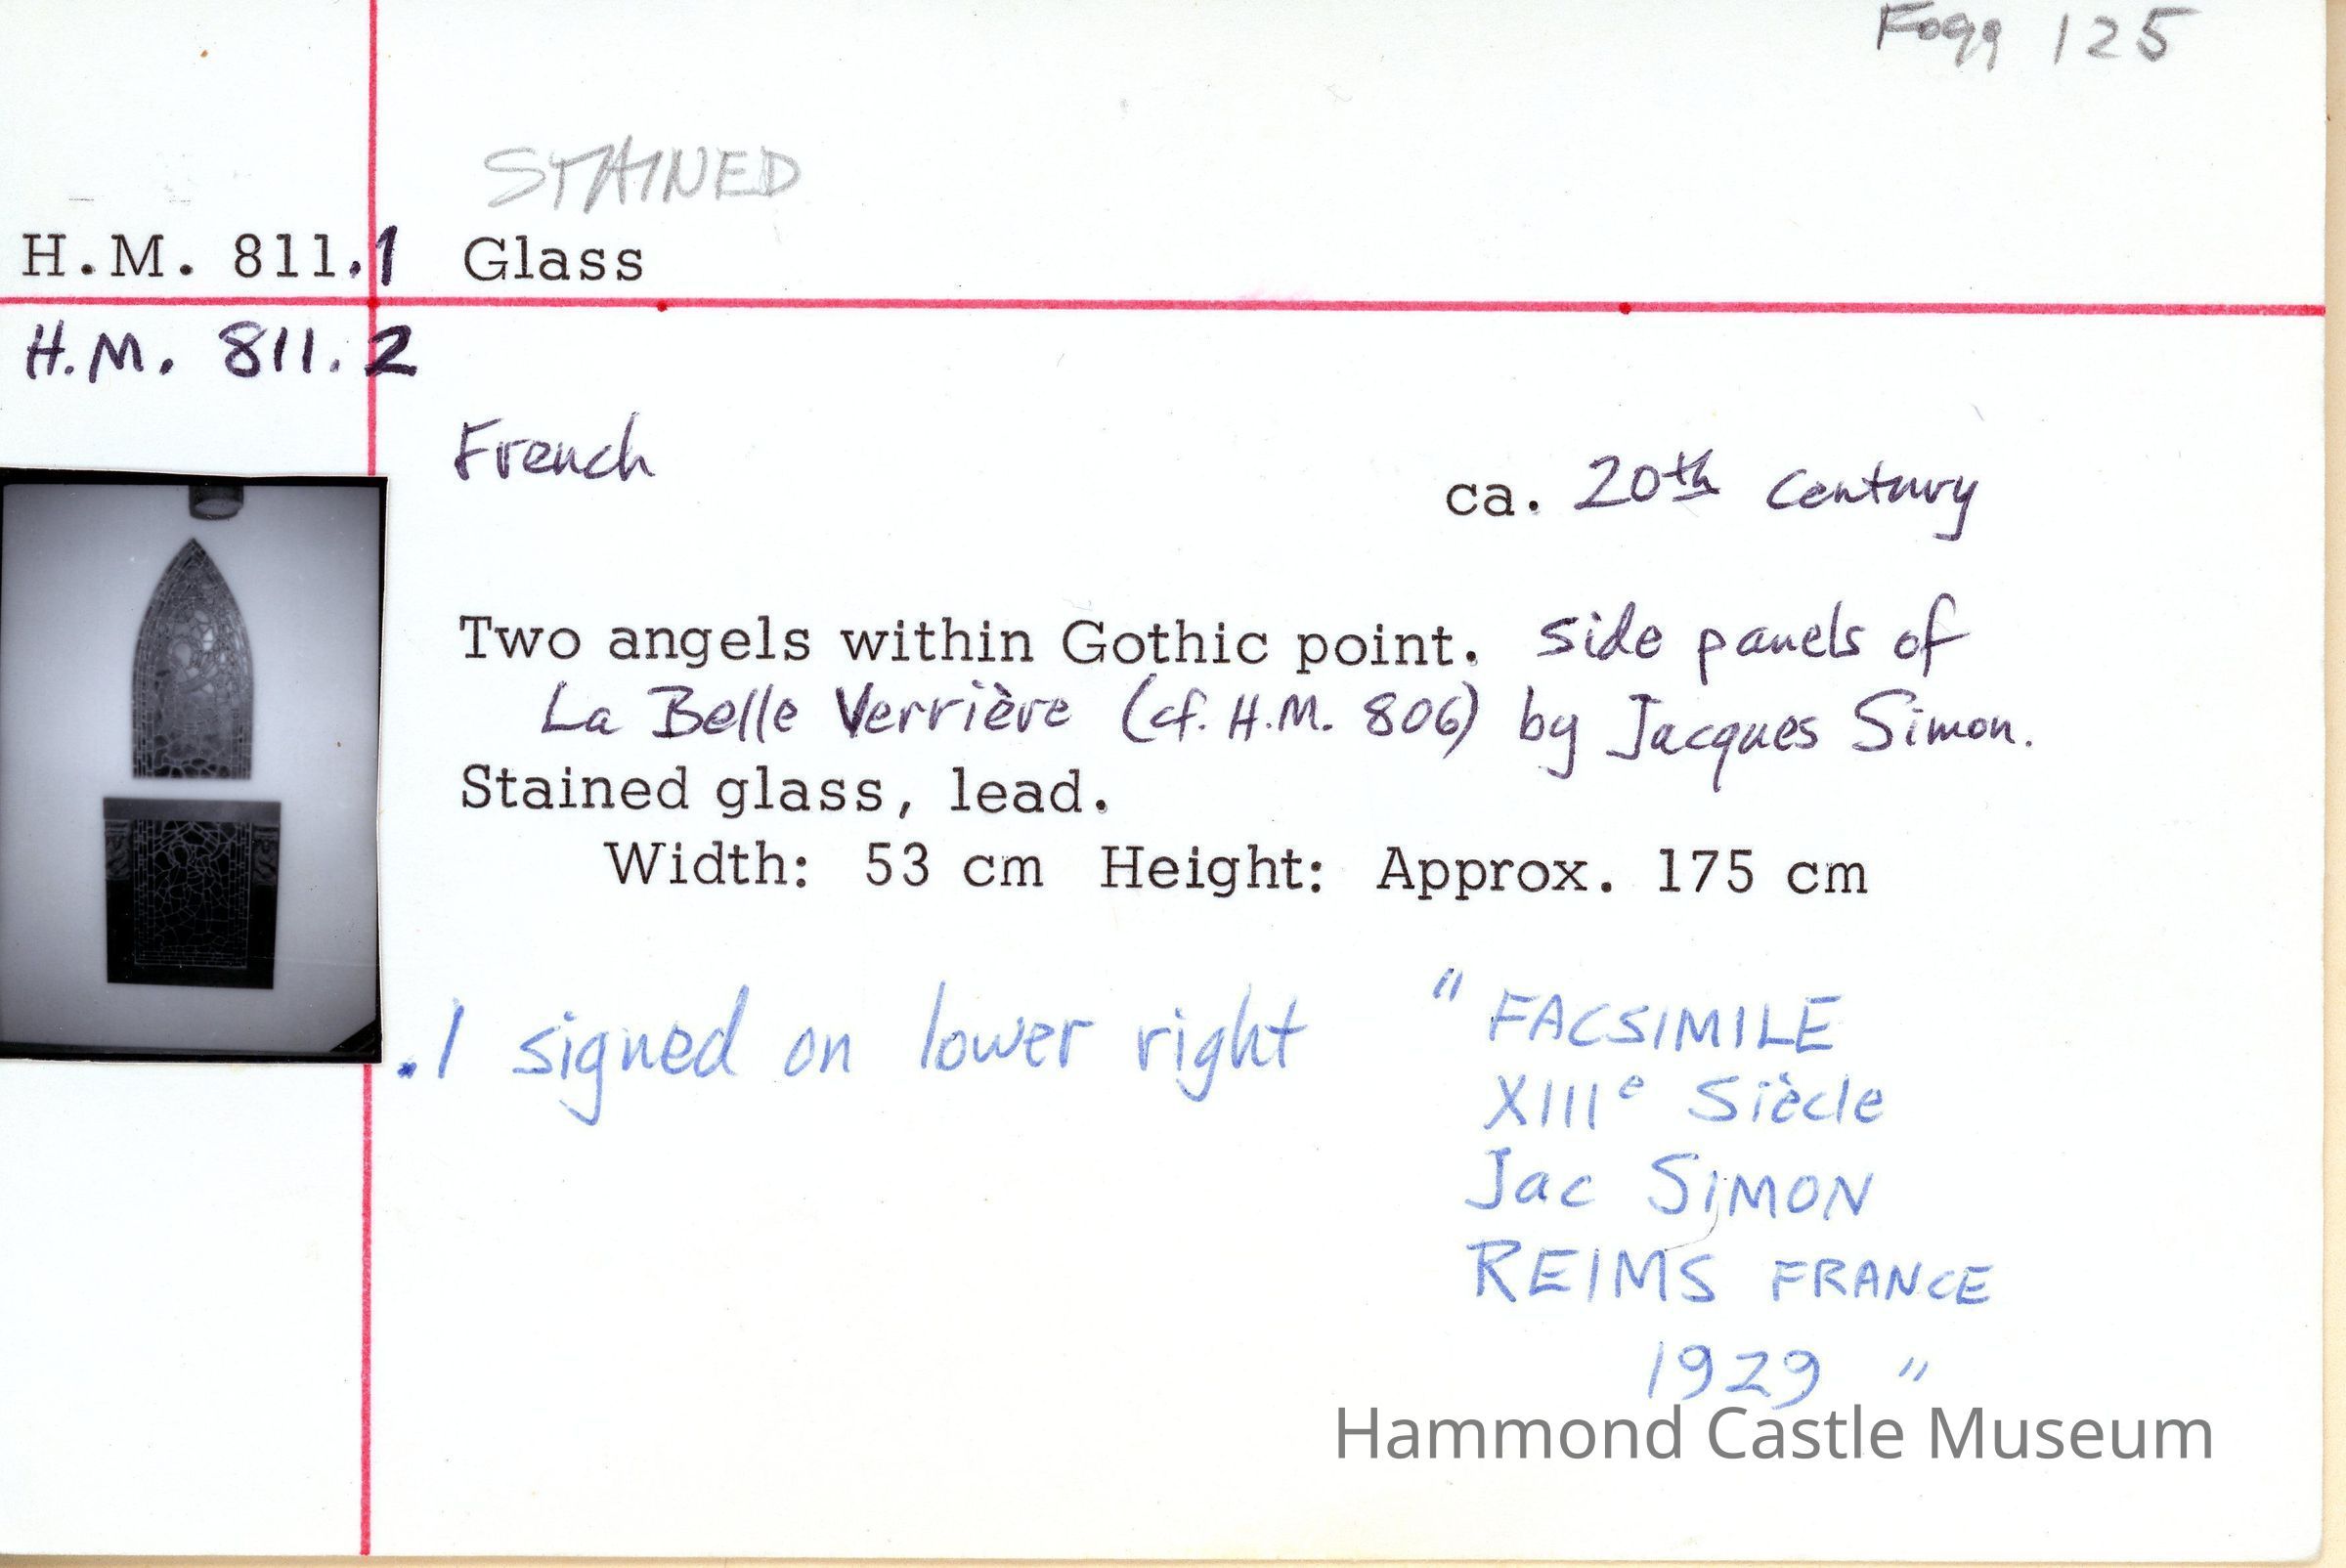 Fogg 125
STAINED
H.M. 811.1 Glass
H.M. 811.2
French
ca. 20th century
Two angels within Gothic point. side panels of
La Belle Verrière (cf. H.M. 806) by Jacques Simon.
Stained glass, lead.
Width: 53 cm Height: Approx. 175 cm
.1 signed on lower right " FACSIMILE
XIIIe Siècle
Jac SIMON
REIMS FRANCE
1929 "
Hammond Castle Museum